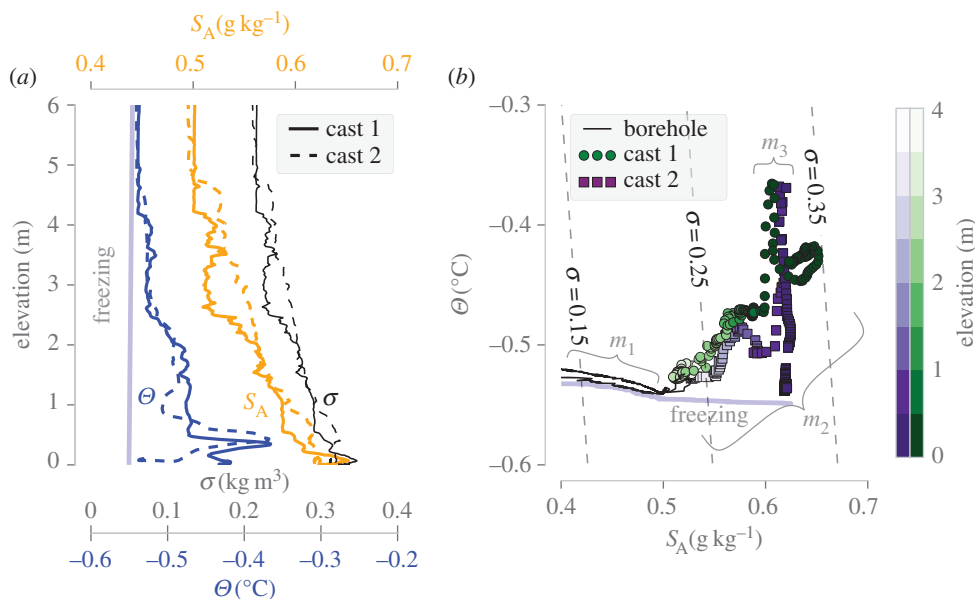 S_A (g kg⁻¹)
0.4 0.5 0.6 0.7
(a)
elevation (m)
6
5
4
3
2
1
0
cast 1
cast 2
freezing
Θ
S_A
σ
σ (kg m³)
0 0.1 0.2 0.3 0.4
–0.6 –0.5 –0.4 –0.3 –0.2
Θ (°C)
(b)
Θ (°C)
–0.3
–0.4
–0.5
–0.6
borehole
cast 1
cast 2
m₃
σ = 0.35
σ = 0.25
σ = 0.15
m₁
freezing
m₂
0.4 0.5 0.6 0.7
S_A (g kg⁻¹)
4
3
2
1
0
elevation (m)